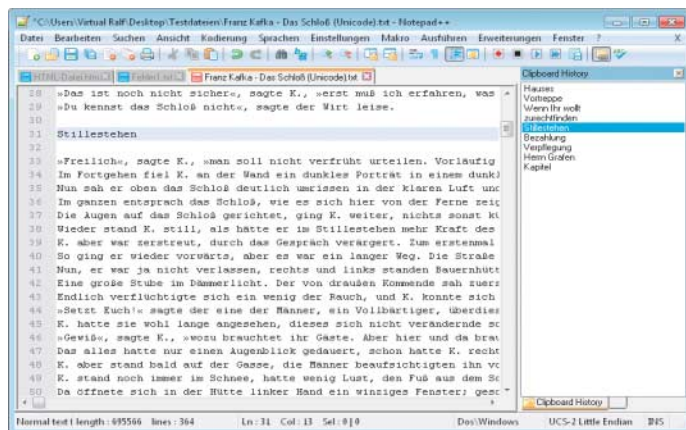 *C:\Users\Virtual Ralf\Desktop\Testdateien\Franz Kafka - Das Schloß (Unicode).txt - Notepad++
Datei Bearbeiten Suchen Ansicht Kodierung Sprachen Einstellungen Makro Ausführen Erweiterungen Fenster ? X
HTML-Datei.html Fehler1.txt Franz Kafka - Das Schloß (Unicode).txt
28 »Das ist noch nicht sicher«, sagte K., »erst muß ich erfahren, was
29 »Du kennst das Schloß nicht«, sagte der Wirt leise.
30
31 Stillestehen
32
33 »Freilich«, sagte K., »man soll nicht verfrüht urteilen. Vorläufig
34 Im Fortgehen fiel K. an der Wand ein dunkles Porträt in einem dunkl
35 Nun sah er oben das Schloß deutlich umrissen in der klaren Luft und
36 Im ganzen entsprach das Schloß, wie es sich hier von der Ferne zeig
37 Die Augen auf das Schloß gerichtet, ging K. weiter, nichts sonst kü
38 Wieder stand K. still, als hätte er im Stillestehen mehr Kraft des
39 K. aber war zerstreut, durch das Gespräch verärgert. Zum erstenmal
40 So ging er wieder vorwärts, aber es war ein langer Weg. Die Straße
41 Nun, er war ja nicht verlassen, rechts und links standen Bauernhütt
42 Eine große Stube im Dämmerlicht. Der von draußen Kommende sah zuers
43 Endlich verflüchtigte sich ein wenig der Rauch, und K. konnte sich
44 »Setzt Euch!« sagte der eine der Männer, ein Vollbärtiger, überdies
45 K. hatte sie wohl lange angesehen, dieses sich nicht verändernde sc
46 »Gewiß«, sagte K., »wozu brauchtet ihr Gäste. Aber hier und da brau
47 Das alles hatte nur einen Augenblick gedauert, schon hatte K. recht
48 K. aber stand bald auf der Gasse, die Männer beaufsichtigten ihn vo
49 K. stand noch immer im Schnee, hatte wenig Lust, den Fuß aus dem Sc
50 Da öffnete sich in der Hütte linker Hand ein winziges Fenster; gesc
Clipboard History
Hauses
Vortreppe
Wenn Ihr wollt
zurechtfinden
Stillestehen
Bezahlung
Verpflegung
Herrn Grafen
Kapitel
Clipboard History
Normal text f length : 695566 lines : 364 Ln : 31 Col : 13 Sel : 0 | 0 Dos\Windows UCS-2 Little Endian INS